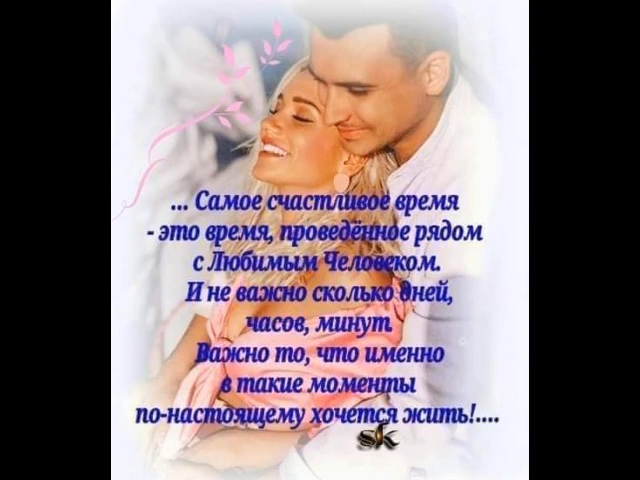 ... Самое счастливое время
- это время, проведённое рядом
с Любимым Человеком.
И не важно сколько дней,
часов, минут.
Важно то, что именно
в такие моменты
по-настоящему хочется жить!....
sk